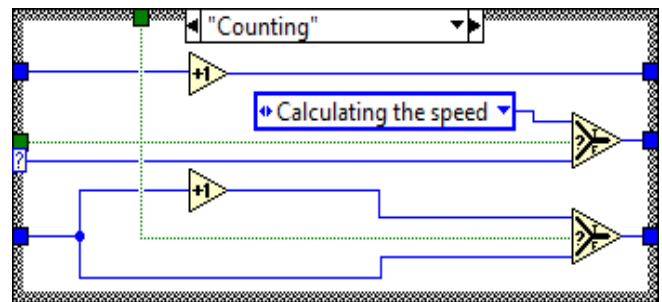 "Counting"
+1
Calculating the speed
?
T
F
?
+1
?
T
F